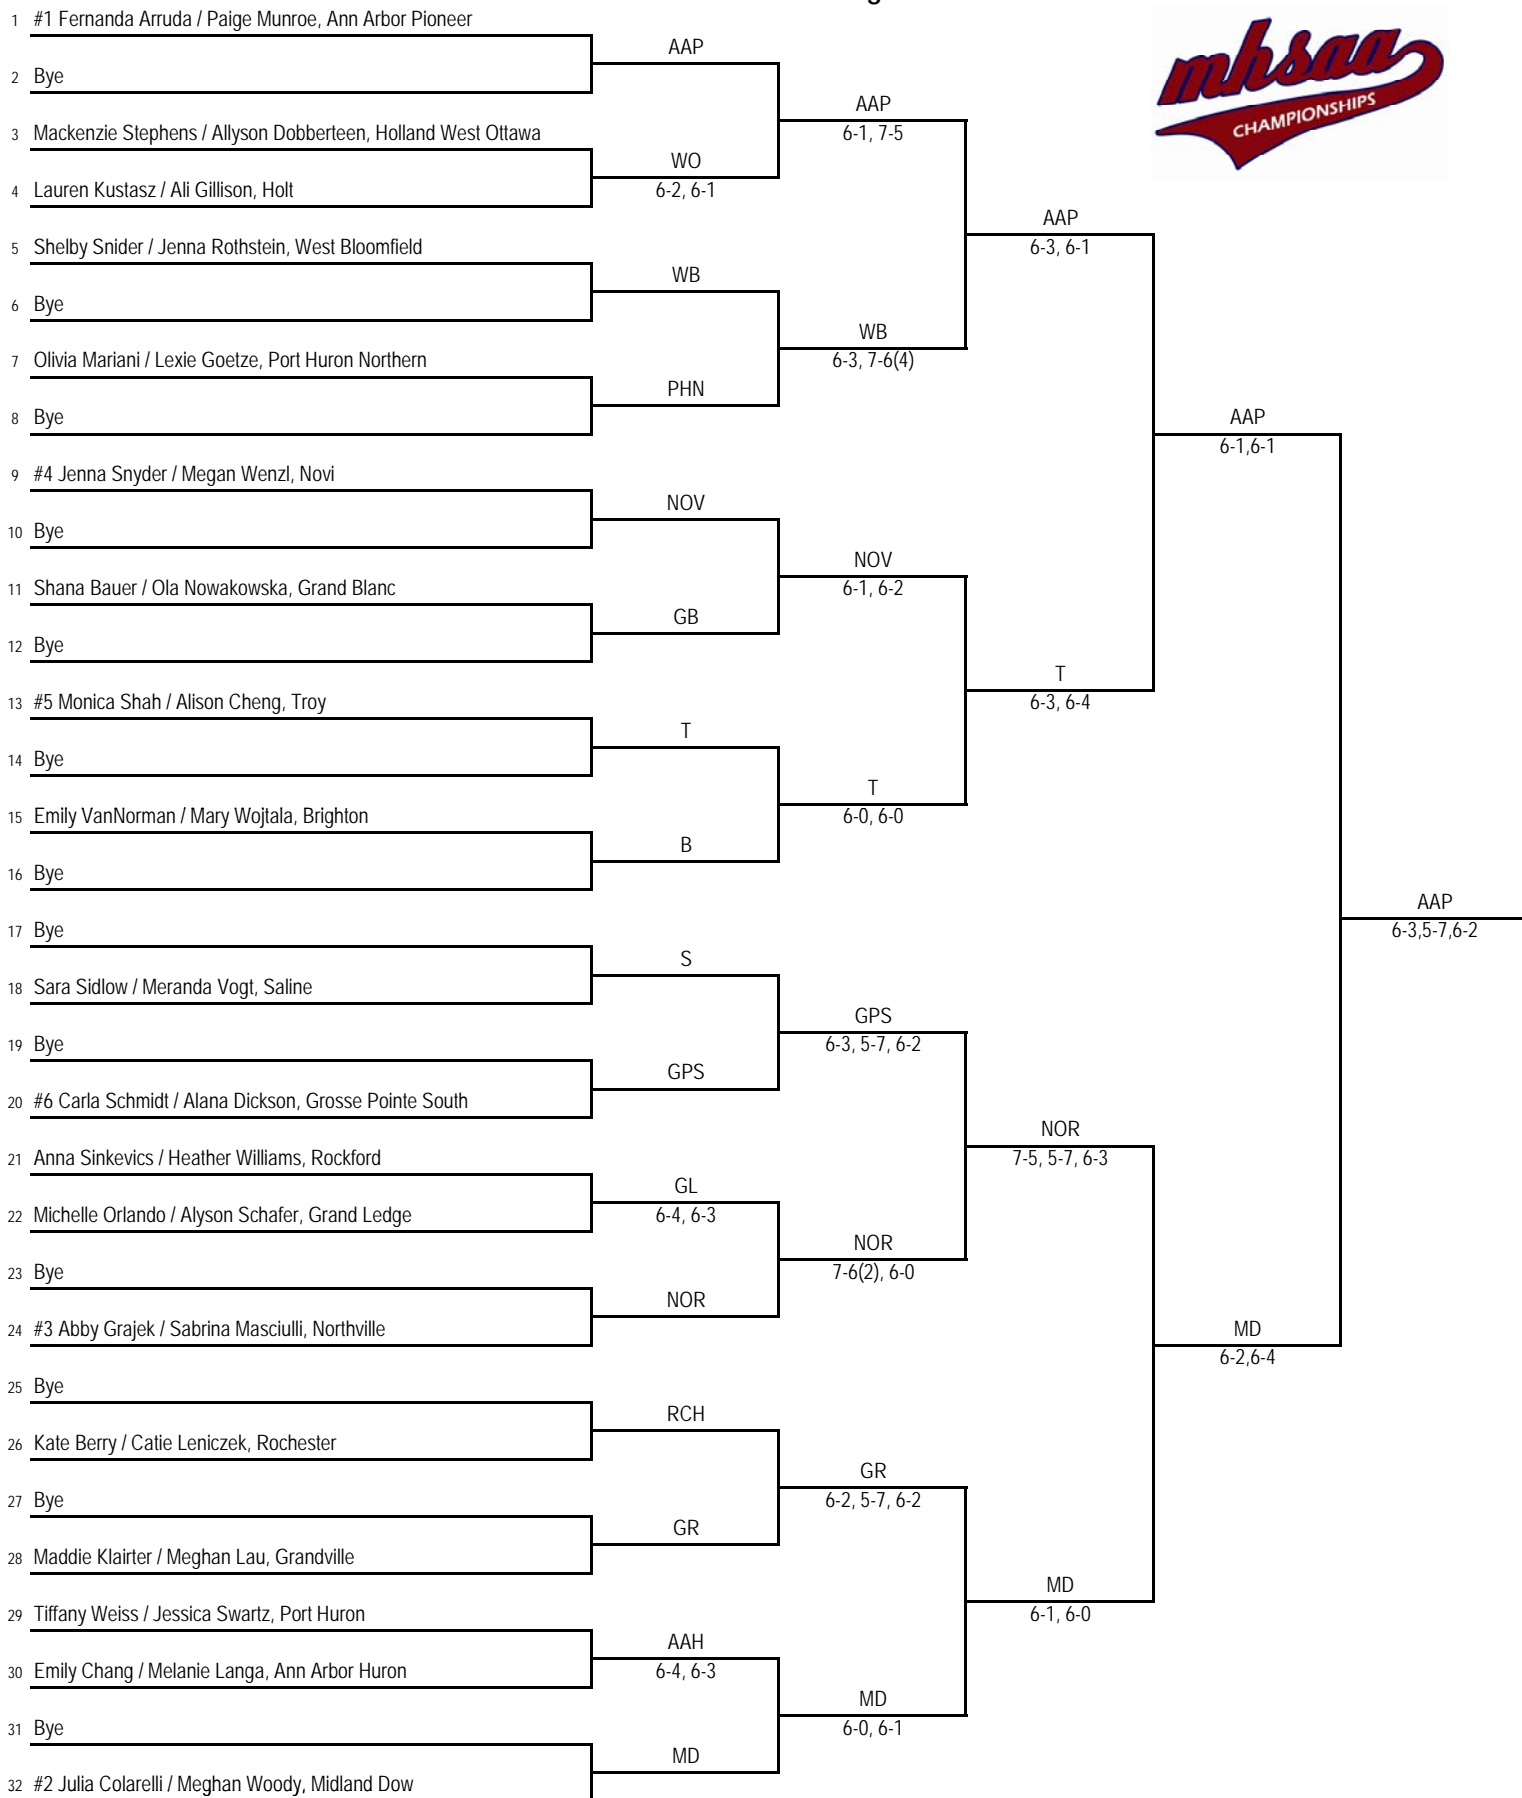 1 #1 Fernanda Arruda / Paige Munroe, Ann Arbor Pioneer
AAP
2 Bye
AAP
6-1, 7-5
3 Mackenzie Stephens / Allyson Dobberteen, Holland West Ottawa
WO
6-2, 6-1
4 Lauren Kustasz / Ali Gillison, Holt
mhsaa
CHAMPIONSHIPS
AAP
6-3, 6-1
5 Shelby Snider / Jenna Rothstein, West Bloomfield
WB
6 Bye
WB
6-3, 7-6(4)
7 Olivia Mariani / Lexie Goetze, Port Huron Northern
PHN
8 Bye
AAP
6-1,6-1
9 #4 Jenna Snyder / Megan Wenzl, Novi
NOV
10 Bye
NOV
6-1, 6-2
11 Shana Bauer / Ola Nowakowska, Grand Blanc
GB
12 Bye
T
6-3, 6-4
13 #5 Monica Shah / Alison Cheng, Troy
T
14 Bye
T
6-0, 6-0
15 Emily VanNorman / Mary Wojtala, Brighton
B
16 Bye
AAP
6-3,5-7,6-2
17 Bye
S
18 Sara Sidlow / Meranda Vogt, Saline
GPS
6-3, 5-7, 6-2
19 Bye
GPS
20 #6 Carla Schmidt / Alana Dickson, Grosse Pointe South
NOR
7-5, 5-7, 6-3
21 Anna Sinkevics / Heather Williams, Rockford
GL
6-4, 6-3
22 Michelle Orlando / Alyson Schafer, Grand Ledge
NOR
7-6(2), 6-0
23 Bye
NOR
24 #3 Abby Grajek / Sabrina Masciulli, Northville
MD
6-2,6-4
25 Bye
RCH
26 Kate Berry / Catie Leniczek, Rochester
GR
6-2, 5-7, 6-2
27 Bye
GR
28 Maddie Klairter / Meghan Lau, Grandville
MD
6-1, 6-0
29 Tiffany Weiss / Jessica Swartz, Port Huron
AAH
6-4, 6-3
30 Emily Chang / Melanie Langa, Ann Arbor Huron
MD
6-0, 6-1
31 Bye
MD
32 #2 Julia Colarelli / Meghan Woody, Midland Dow